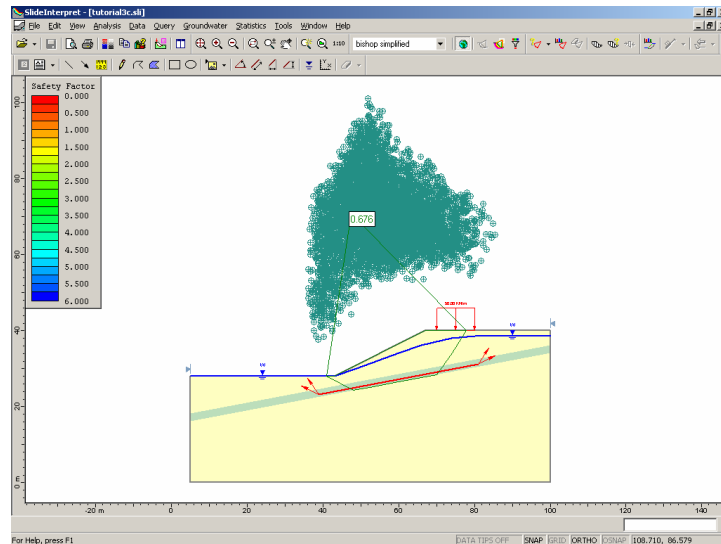 SlideInterpret - [tutorial3c.sli]
File Edit View Analysis Data Query Groundwater Statistics Tools Window Help
1:10 bishop simplified
Safety Factor
0.000
0.500
1.000
1.500
2.000
2.500
3.000
3.500
4.000
4.500
5.000
5.500
6.000
100
80
60
40
20
0 m
0.676
-20 m 0 20 40 60 80 100 120 140
For Help, press F1 DATA TIPS OFF SNAP GRID ORTHO OSNAP 108.710, 86.579